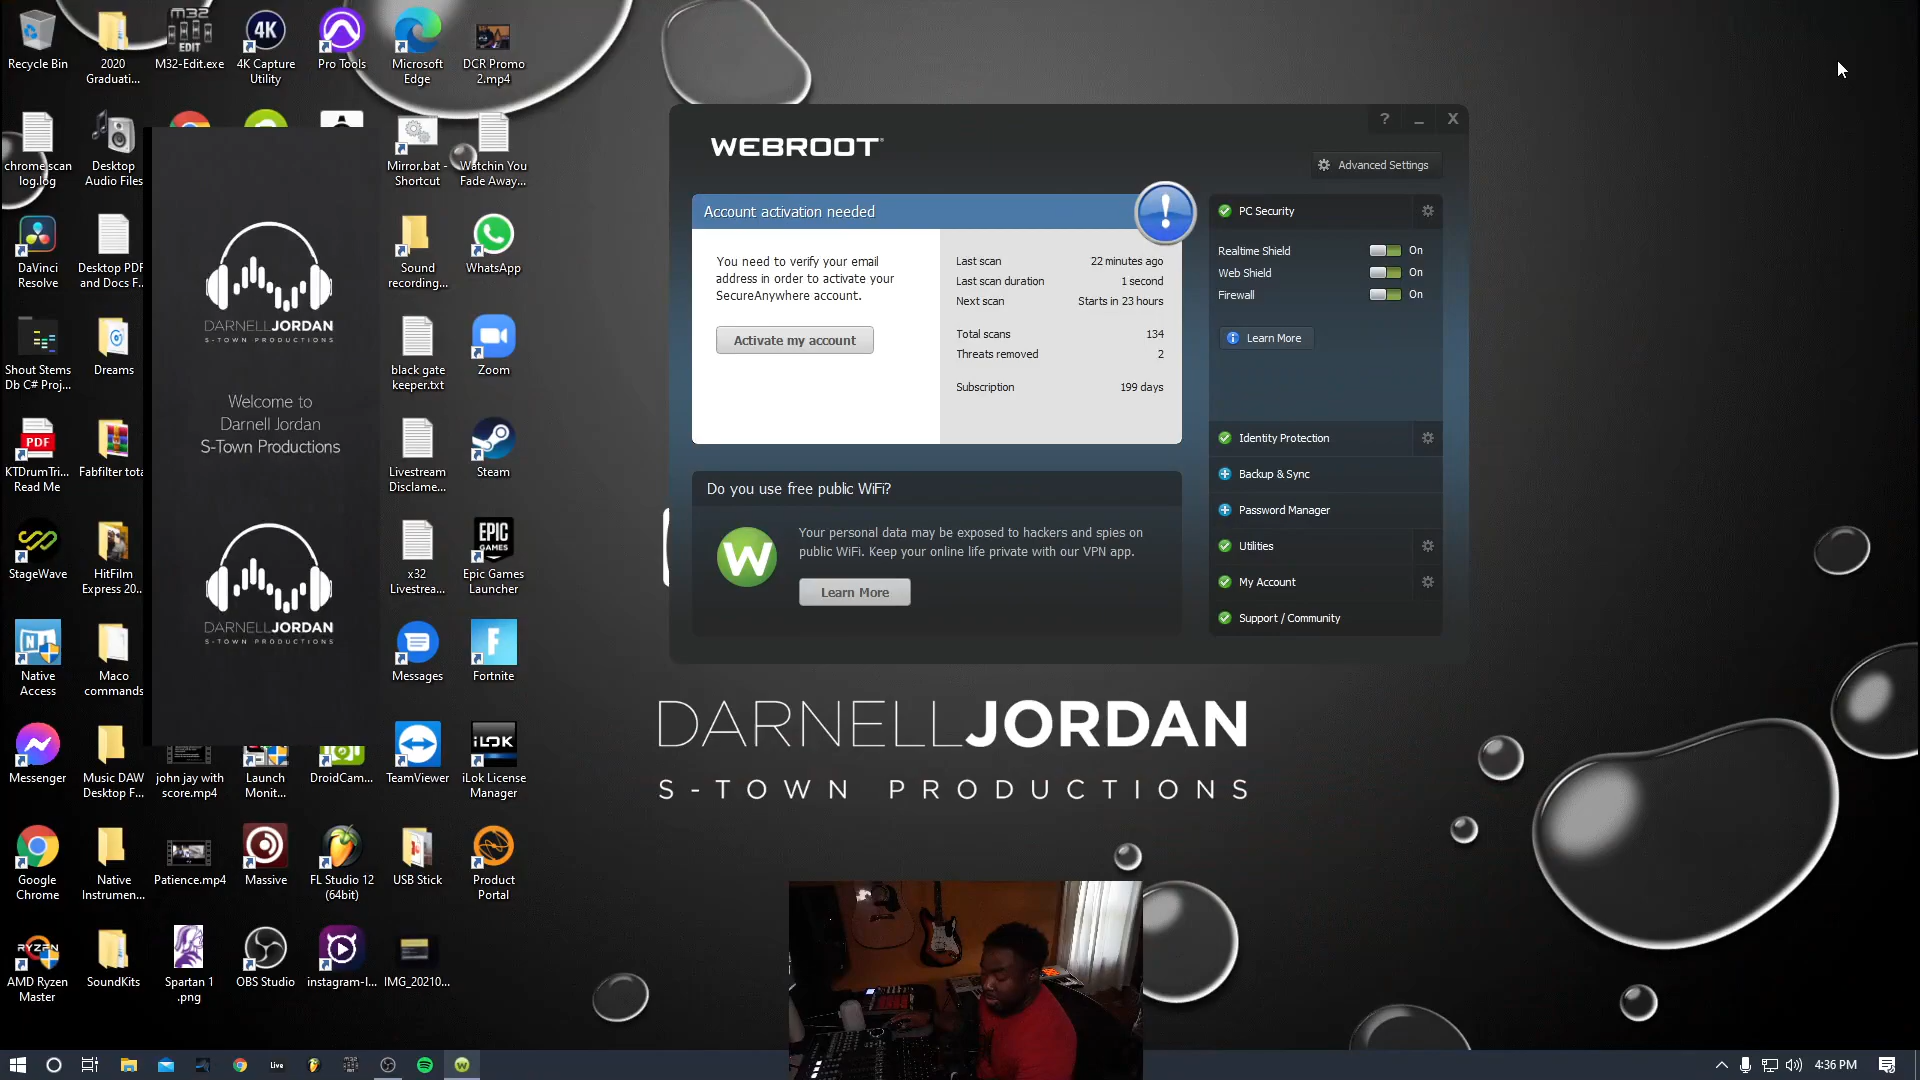 Recycle Bin
2020
Graduati...
M32
EDIT
M32-Edit.exe
4K
4K Capture
Utility
Pro Tools
Microsoft
Edge
DCR Promo
2.mp4
chrome scan
log.log
Desktop
Audio Files
Mirror.bat -
Shortcut
Watchin You
Fade Away...
DaVinci
Resolve
Desktop PDF
and Docs F...
Sound
recording...
WhatsApp
Shout Stems
Db C# Proj...
Dreams
black gate
keeper.txt
Zoom
PDF
KTDrumTri...
Read Me
Fabfilter tota
Livestream
Disclame...
Steam
StageWave
HitFilm
Express 20...
x32
Livestrea...
EPIC
GAMES
Epic Games
Launcher
Native
Access
Maco
commands
Messages
Fortnite
Messenger
Music DAW
Desktop F...
john jay with
score.mp4
Launch
Monit...
DroidCam...
TeamViewer
iLOK
iLok License
Manager
Google
Chrome
Native
Instrumen...
Patience.mp4
Massive
FL Studio 12
(64bit)
USB Stick
Product
Portal
RYZEN
AMD Ryzen
Master
SoundKits
Spartan 1
.png
OBS Studio
instagram-l...
IMG_20210...
DARNELLJORDAN
S-TOWN PRODUCTIONS
Welcome to
Darnell Jordan
S-Town Productions
DARNELLJORDAN
S-TOWN PRODUCTIONS
? _ X
WEBROOT®
Advanced Settings
Account activation needed
!
You need to verify your email
address in order to activate your
SecureAnywhere account.
Activate my account
Last scan 22 minutes ago
Last scan duration 1 second
Next scan Starts in 23 hours
Total scans 134
Threats removed 2
Subscription 199 days
PC Security
Realtime Shield On
Web Shield On
Firewall On
Learn More
Identity Protection
Backup & Sync
Password Manager
Utilities
My Account
Support / Community
Do you use free public WiFi?
W
Your personal data may be exposed to hackers and spies on
public WiFi. Keep your online life private with our VPN app.
Learn More
DARNELLJORDAN
S-TOWN PRODUCTIONS
Live
4:36 PM